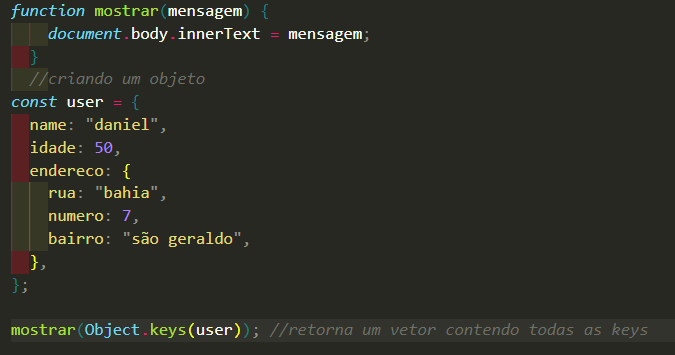 function mostrar(mensagem) {
    document.body.innerText = mensagem;
  }
  //criando um objeto
const user = {
  name: "daniel",
  idade: 50,
  endereco: {
    rua: "bahia",
    numero: 7,
    bairro: "são geraldo",
  },
};
mostrar(Object.keys(user)); //retorna um vetor contendo todas as keys